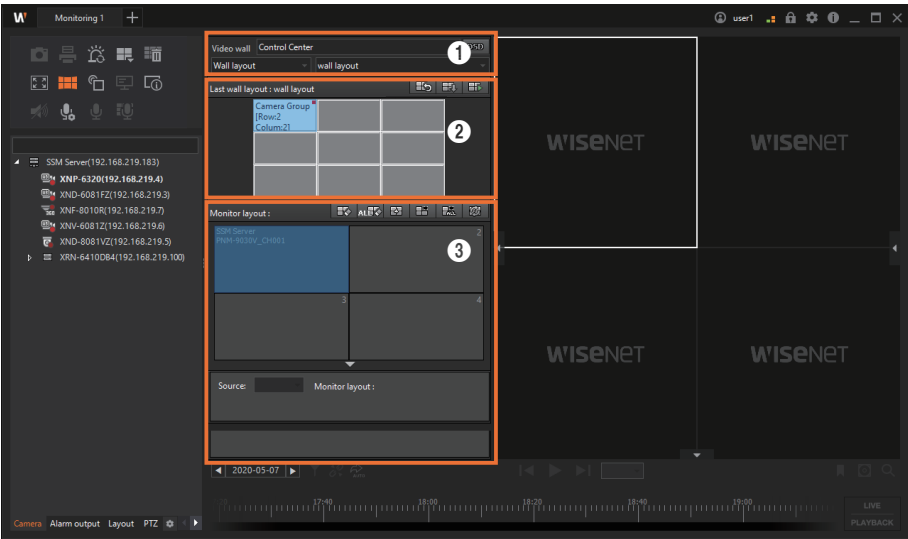 W Monitoring 1 + user1
Video wall Control Center OSD
1
Wall layout wall layout
Last wall layout : wall layout
Camera Group
[Row:2
Colum:21
2
SSM Server(192.168.219.183)
XNP-6320(192.168.219.4)
XND-6081FZ(192.168.219.3)
XNF-8010R(192.168.219.7)
XNV-6081Z(192.168.219.6)
XND-8081VZ(192.168.219.5)
XRN-6410DB4(192.168.219.100)
Monitor layout : ALL
SSM Server
PNM-9030V_CH001
2
3
3
4
Source: Monitor layout :
WISENET
WISENET
WISENET
WISENET
2020-05-07
17:40 18:00 18:20 18:40 19:00
LIVE
PLAYBACK
Camera Alarm output Layout PTZ